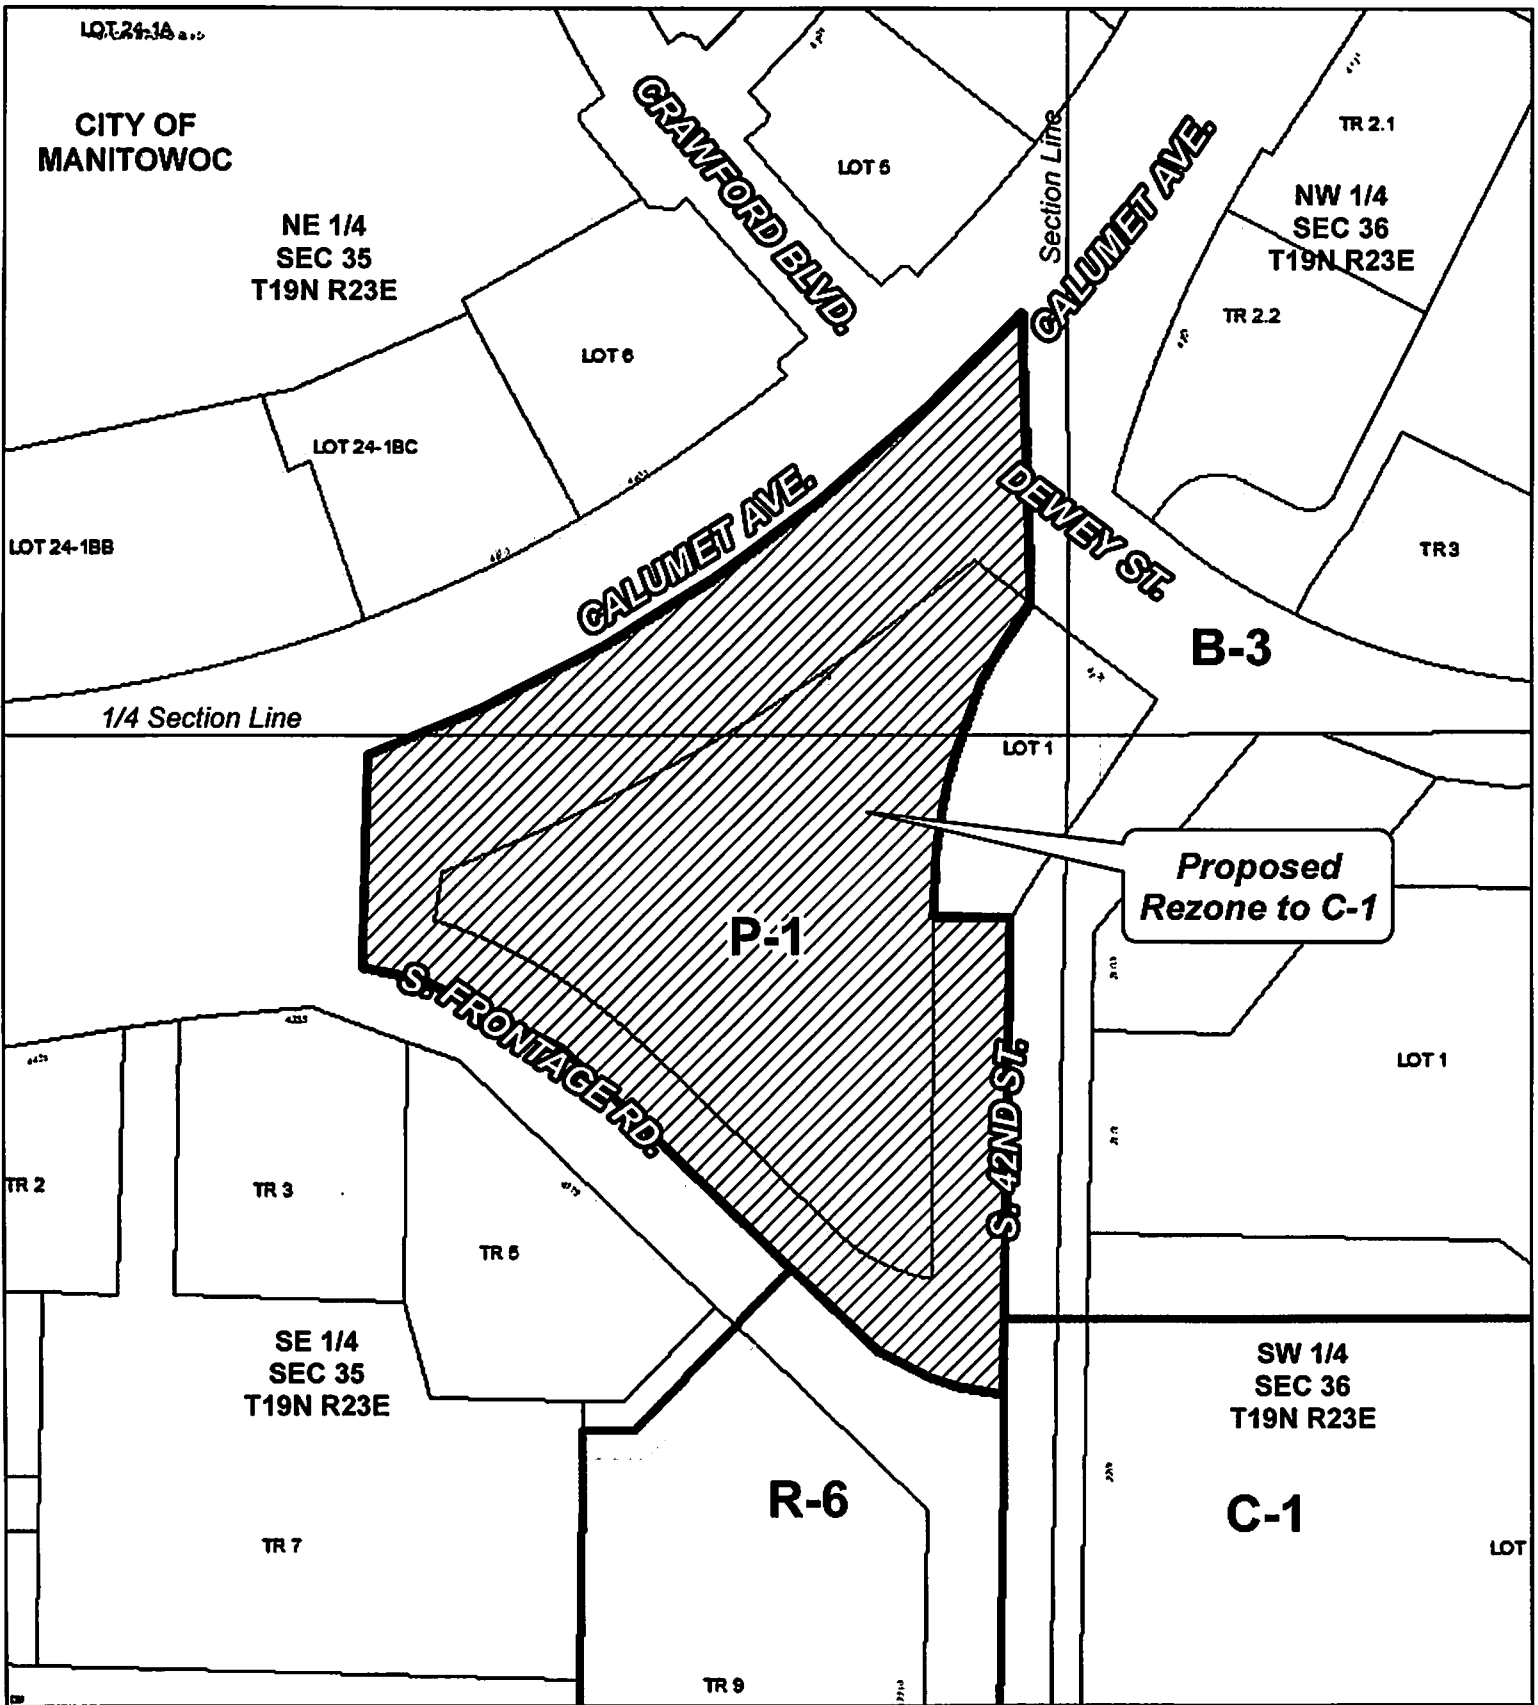 LOT 24-1A
CITY OF
MANITOWOC
NE 1/4
SEC 35
T19N R23E
CRAWFORD BLVD.
LOT 5
Section Line
CALUMET AVE.
TR 2.1
NW 1/4
SEC 36
T19N R23E
TR 2.2
LOT 6
LOT 24-1BC
LOT 24-1BB
CALUMET AVE.
DEWEY ST.
TR3
B-3
1/4 Section Line
LOT 1
Proposed
Rezone to C-1
P-1
S. FRONTAGE RD.
S. 42ND ST.
LOT 1
TR 2
TR 3
TR 5
SE 1/4
SEC 35
T19N R23E
SW 1/4
SEC 36
T19N R23E
R-6
C-1
TR 7
LOT
TR 9